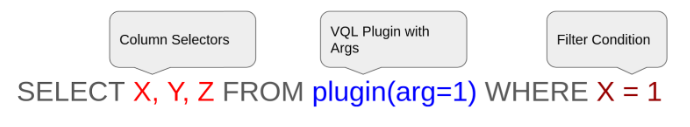 Column Selectors
VQL Plugin with
Args
Filter Condition
SELECT X, Y, Z FROM plugin(arg=1) WHERE X = 1